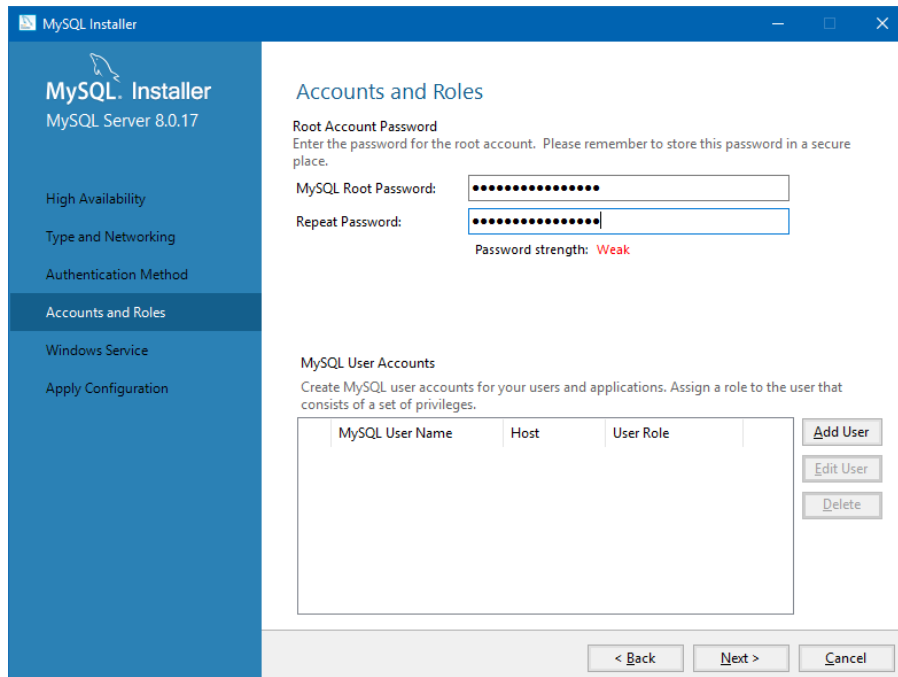 MySQL Installer
MySQL. Installer
MySQL Server 8.0.17
High Availability
Type and Networking
Authentication Method
Accounts and Roles
Windows Service
Apply Configuration
Accounts and Roles
Root Account Password
Enter the password for the root account. Please remember to store this password in a secure
place.
MySQL Root Password: ●●●●●●●●●●●●●●●●
Repeat Password: ●●●●●●●●●●●●●●●●
Password strength: Weak
MySQL User Accounts
Create MySQL user accounts for your users and applications. Assign a role to the user that
consists of a set of privileges.
MySQL User Name Host User Role
Add User
Edit User
Delete
< Back Next > Cancel